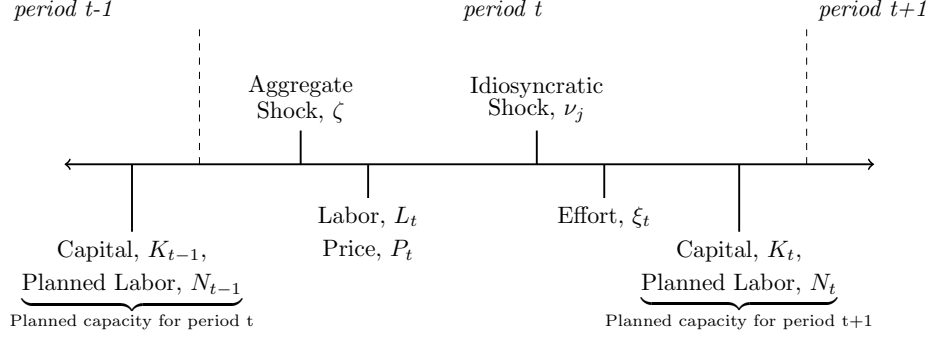 period t-1
period t
period t+1
Aggregate
Shock, ζ
Idiosyncratic
Shock, ν_j
Labor, L_t
Price, P_t
Effort, ξ_t
Capital, K_{t−1},
Planned Labor, N_{t−1}
Planned capacity for period t
Capital, K_t,
Planned Labor, N_t
Planned capacity for period t+1